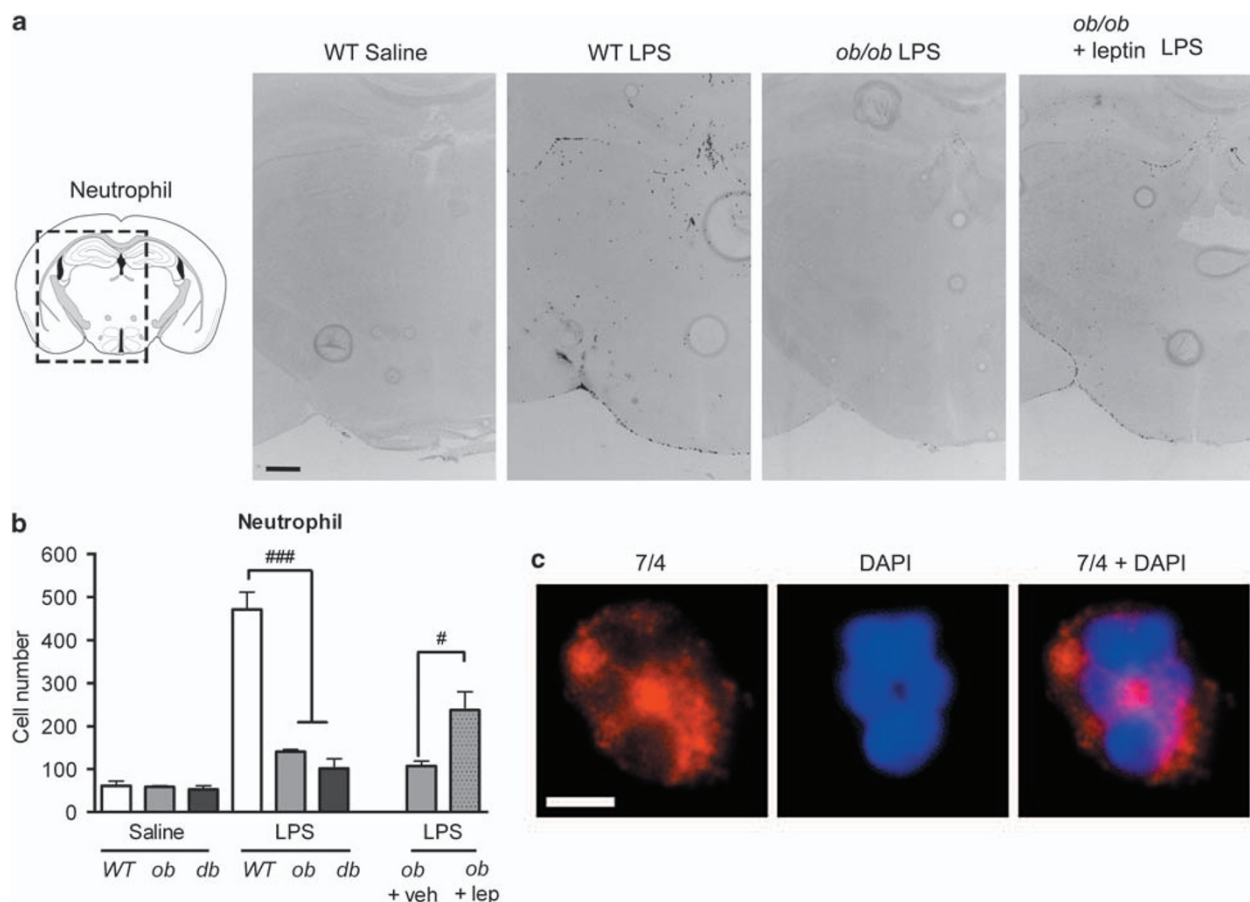 a
WT Saline
WT LPS
ob/ob LPS
ob/ob
+ leptin LPS
Neutrophil
b
Neutrophil
Cell number
600
500
400
300
200
100
0
###
#
Saline
LPS
LPS
WT ob db
WT ob db
ob
+ veh
ob
+ lep
c
7/4
DAPI
7/4 + DAPI